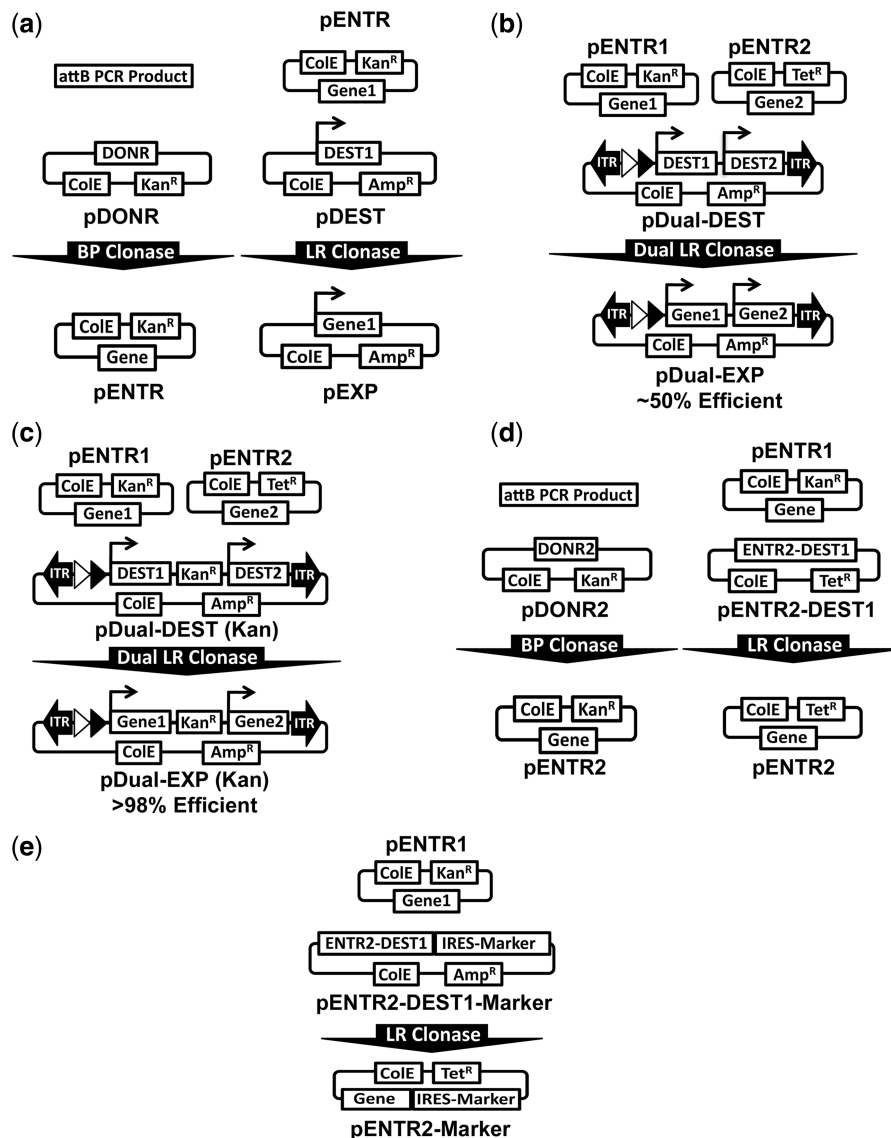 (a)
pENTR
attB PCR Product
ColE KanR
Gene1
DONR
ColE KanR
pDONR
DEST1
ColE AmpR
pDEST
BP Clonase
LR Clonase
ColE KanR
Gene
pENTR
Gene1
ColE AmpR
pEXP
(b)
pENTR1 pENTR2
ColE KanR
Gene1
ColE TetR
Gene2
ITR DEST1 DEST2 ITR
ColE AmpR
pDual-DEST
Dual LR Clonase
ITR Gene1 Gene2 ITR
ColE AmpR
pDual-EXP
~50% Efficient
(c)
pENTR1 pENTR2
ColE KanR
Gene1
ColE TetR
Gene2
ITR DEST1 KanR DEST2 ITR
ColE AmpR
pDual-DEST (Kan)
Dual LR Clonase
ITR Gene1 KanR Gene2 ITR
ColE AmpR
pDual-EXP (Kan)
>98% Efficient
(d)
pENTR1
attB PCR Product
ColE KanR
Gene
DONR2
ColE KanR
pDONR2
ENTR2-DEST1
ColE TetR
pENTR2-DEST1
BP Clonase
LR Clonase
ColE KanR
Gene
pENTR2
ColE TetR
Gene
pENTR2
(e)
pENTR1
ColE KanR
Gene1
ENTR2-DEST1 IRES-Marker
ColE AmpR
pENTR2-DEST1-Marker
LR Clonase
ColE TetR
Gene IRES-Marker
pENTR2-Marker